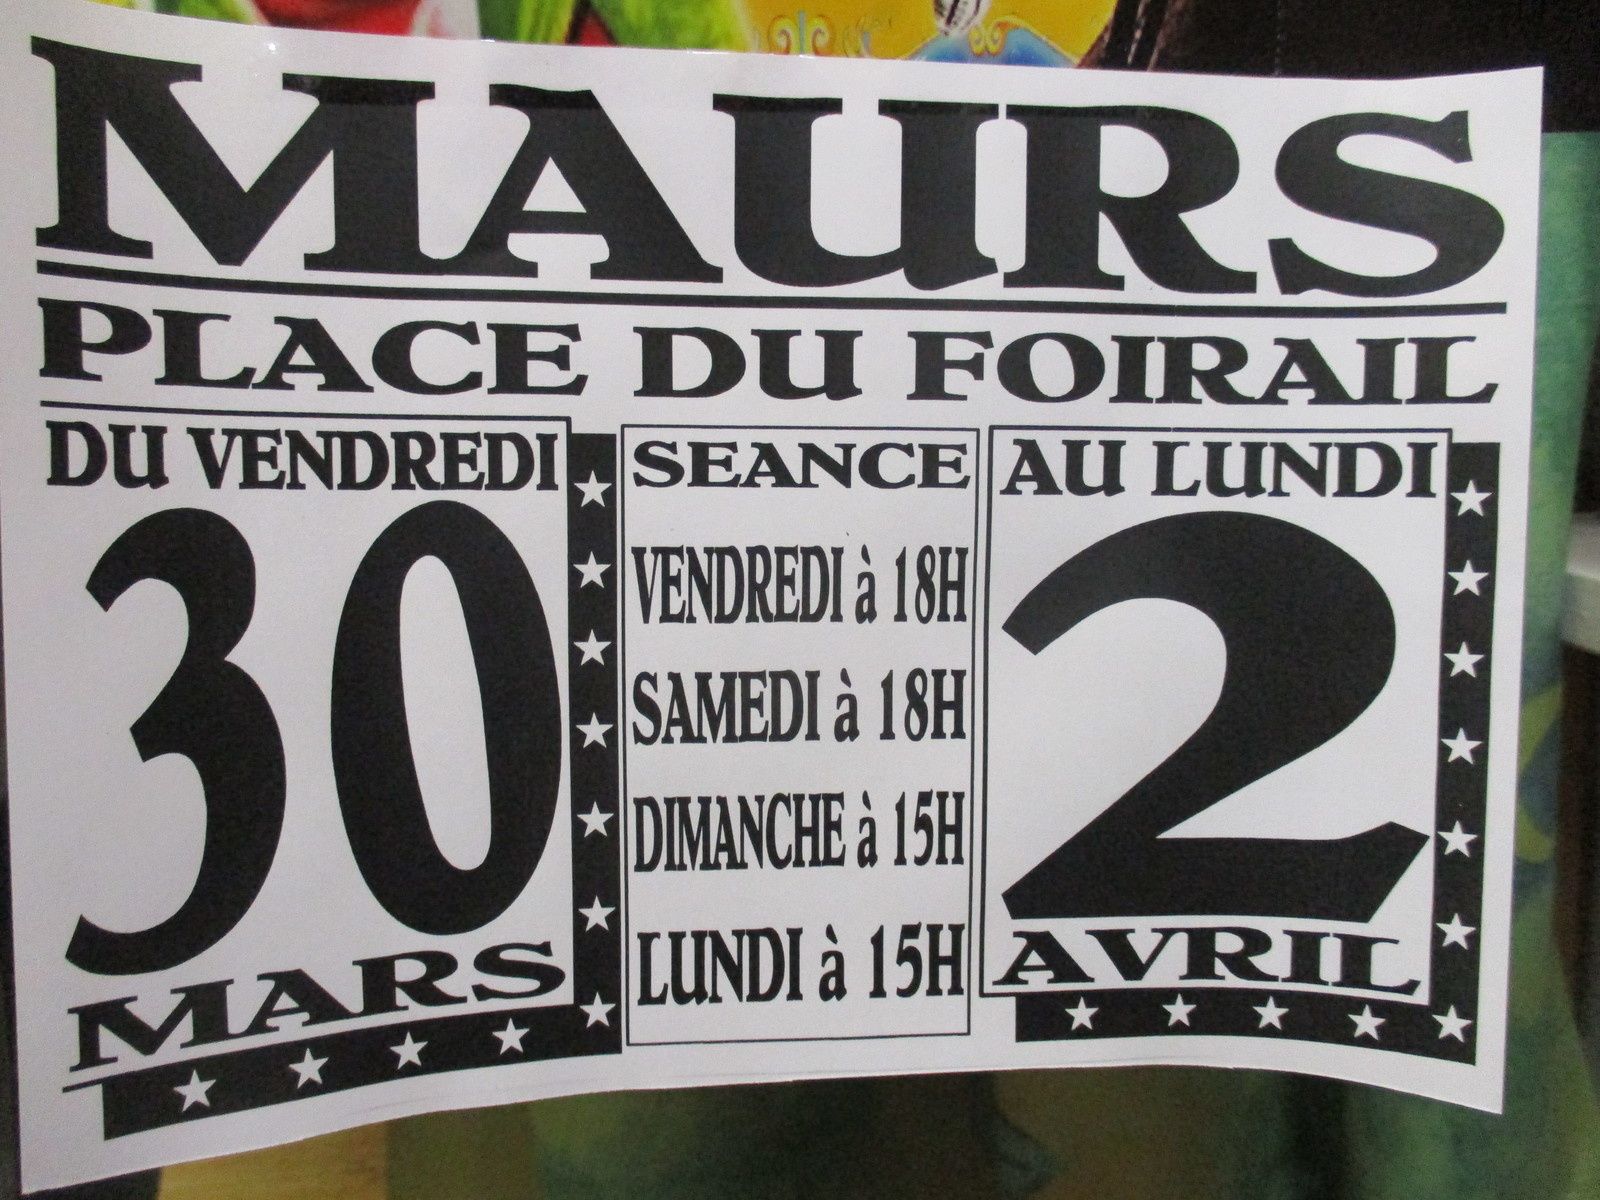 MAURS
PLACE DU FOIRAIL
DU VENDREDI
30
MARS
SEANCE
VENDREDI à 18H
SAMEDI à 18H
DIMANCHE à 15H
LUNDI à 15H
AU LUNDI
2
AVRIL